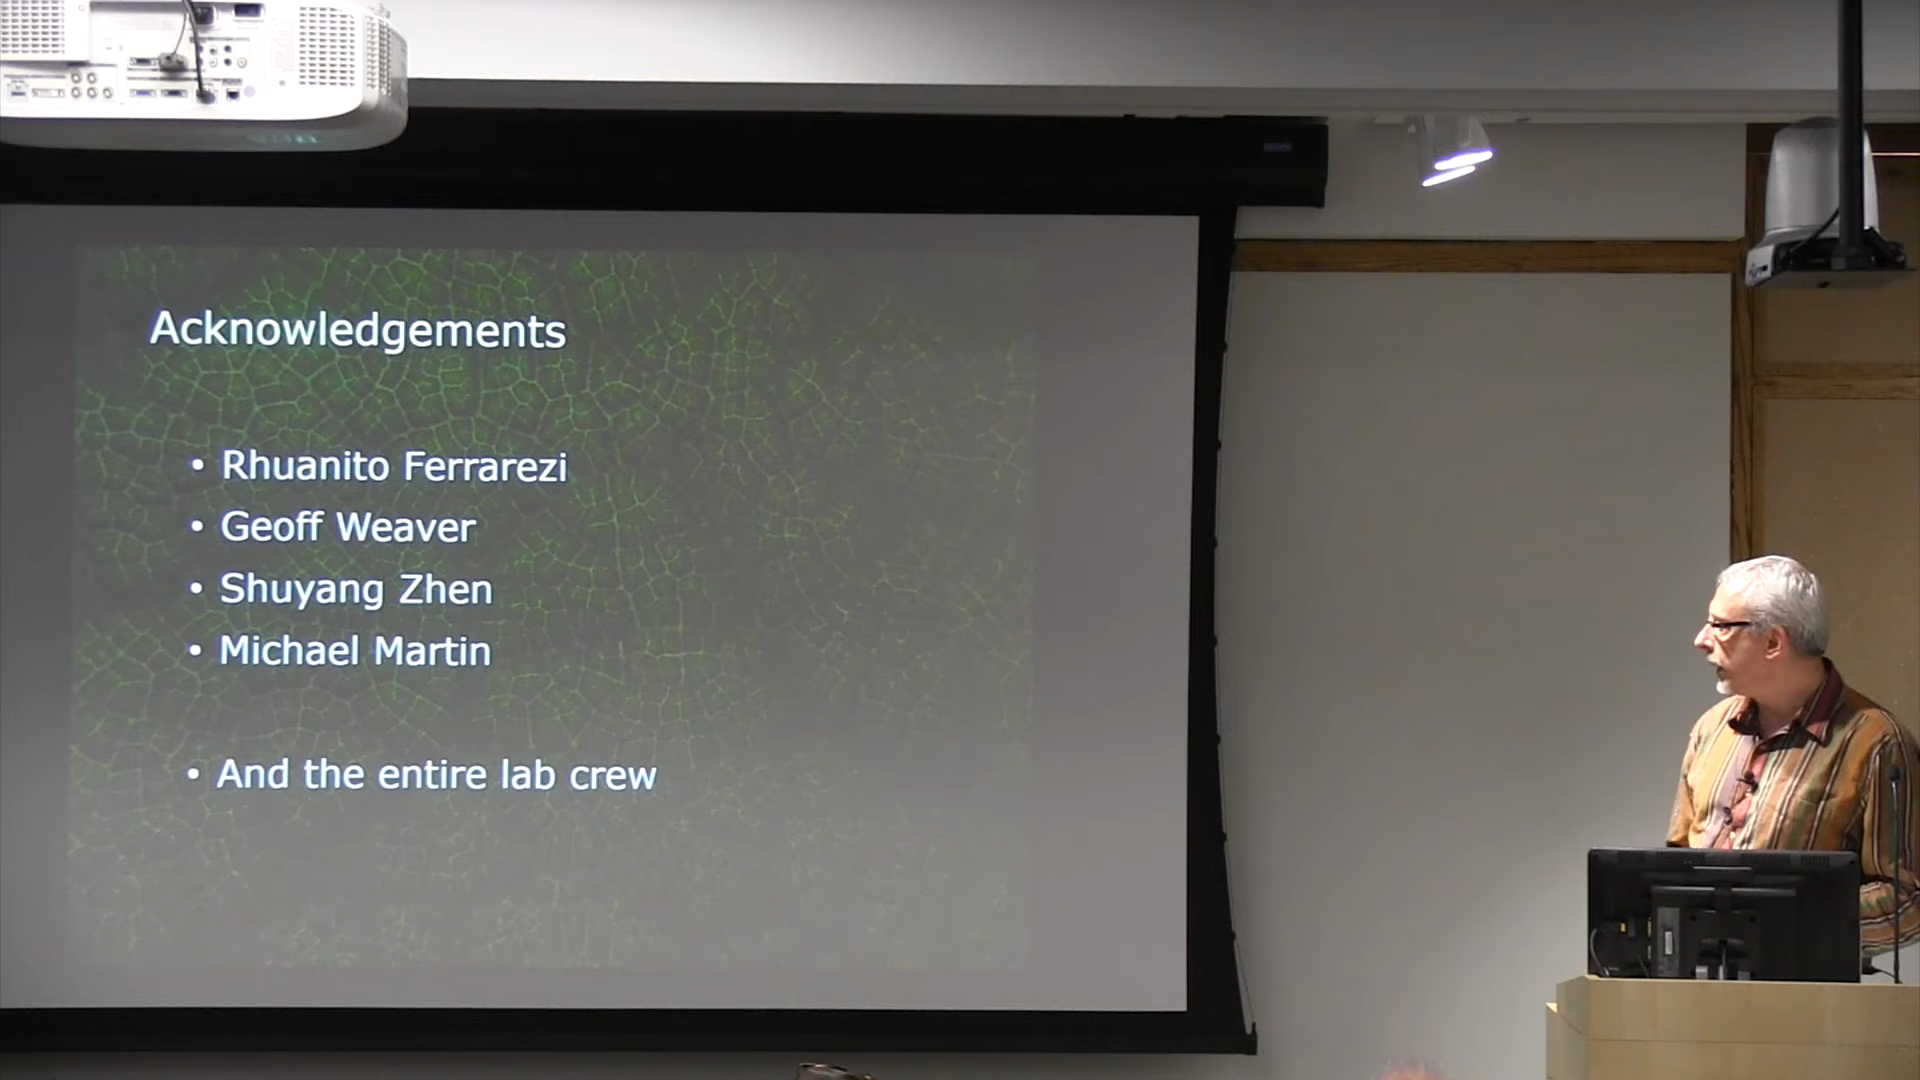 Acknowledgements
• Rhuanito Ferrarezi
• Geoff Weaver
• Shuyang Zhen
• Michael Martin
• And the entire lab crew